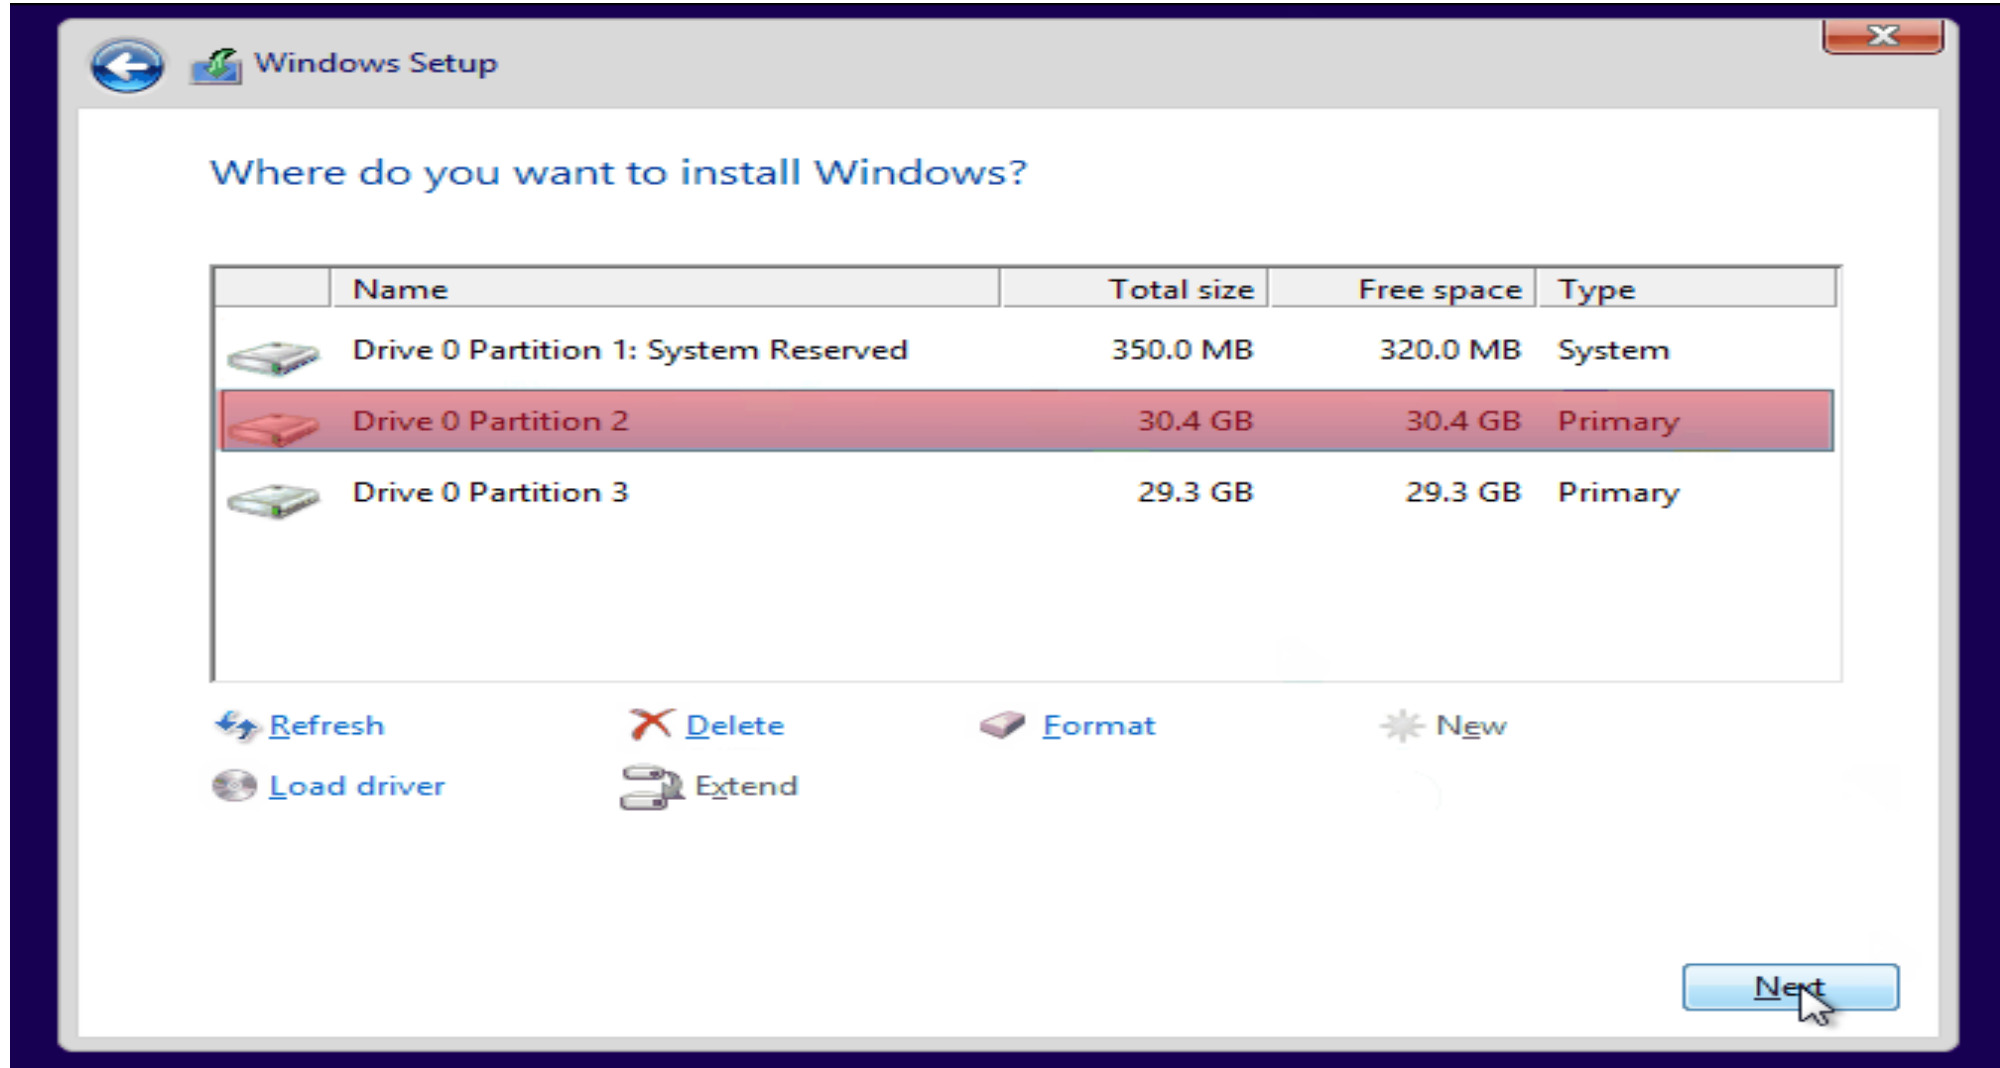 Windows Setup
Where do you want to install Windows?
Name Total size Free space Type
Drive 0 Partition 1: System Reserved 350.0 MB 320.0 MB System
Drive 0 Partition 2 30.4 GB 30.4 GB Primary
Drive 0 Partition 3 29.3 GB 29.3 GB Primary
Refresh Delete Format New
Load driver Extend
Next